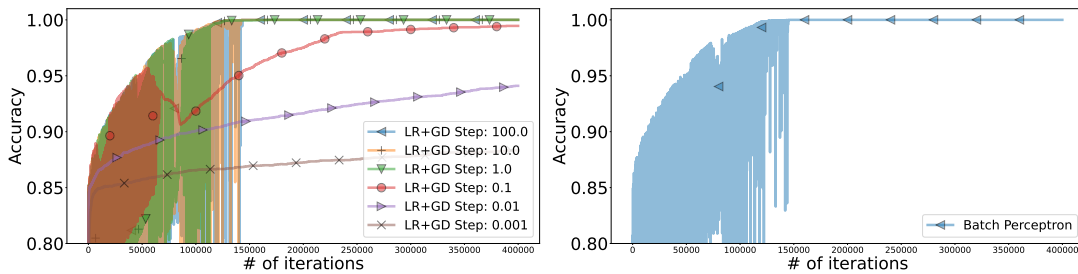 1.00
0.95
0.90
0.85
0.80
Accuracy
0 50000 100000 150000 200000 250000 300000 350000 400000
# of iterations
LR+GD Step: 100.0
LR+GD Step: 10.0
LR+GD Step: 1.0
LR+GD Step: 0.1
LR+GD Step: 0.01
LR+GD Step: 0.001
1.00
0.95
0.90
0.85
0.80
Accuracy
0 50000 100000 150000 200000 250000 300000 350000 400000
# of iterations
Batch Perceptron